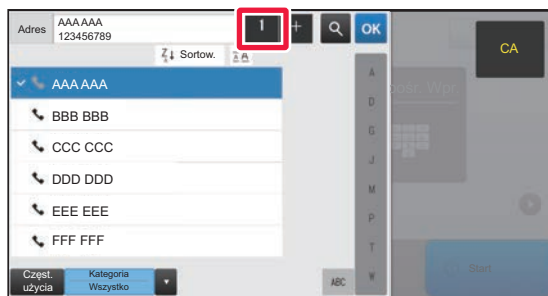 Adres
AAA AAA
123456789
1
+
OK
CA
Sortow.
AAA AAA
BBB BBB
CCC CCC
DDD DDD
EEE EEE
FFF FFF
A
D
G
J
M
P
T
W
Wpr.
Start
Częst.
użycia
Kategoria
Wszystko
ABC